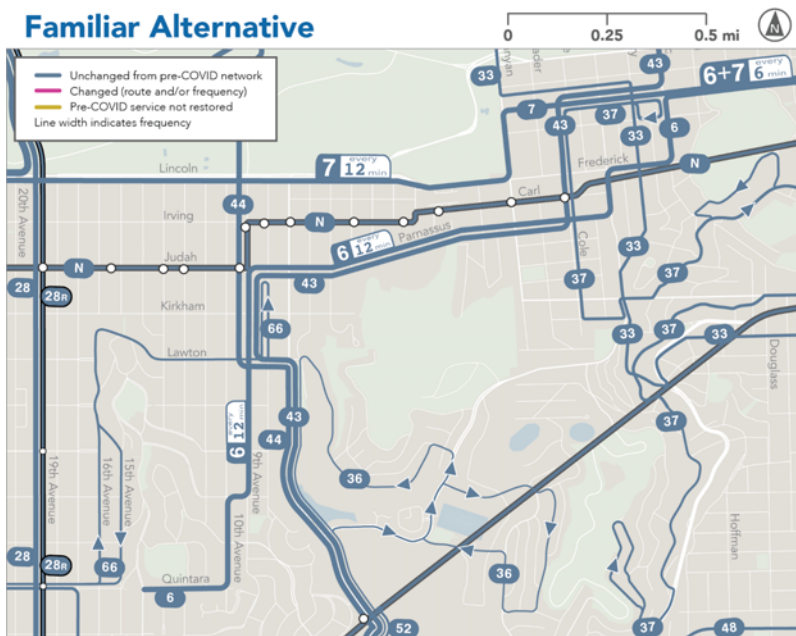 Familiar Alternative
0 0.25 0.5 mi
N
Unchanged from pre-COVID network
Changed (route and/or frequency)
Pre-COVID service not restored
Line width indicates frequency
33
43
6+7 every 6 min
7
43
37
33
6
Lincoln
7 every 12 min
Frederick
N
20th Avenue
44
Carl
Irving
N
Parnassus
6 every 12 min
Cole
33
Judah
N
43
37
37
28
28R
Kirkham
66
33
37
33
Lawton
Douglass
43
44
6 every 12 min
37
9th Avenue
36
19th Avenue
16th Avenue
15th Avenue
10th Avenue
Hoffman
28
28R
66
Quintara
6
36
52
37
48